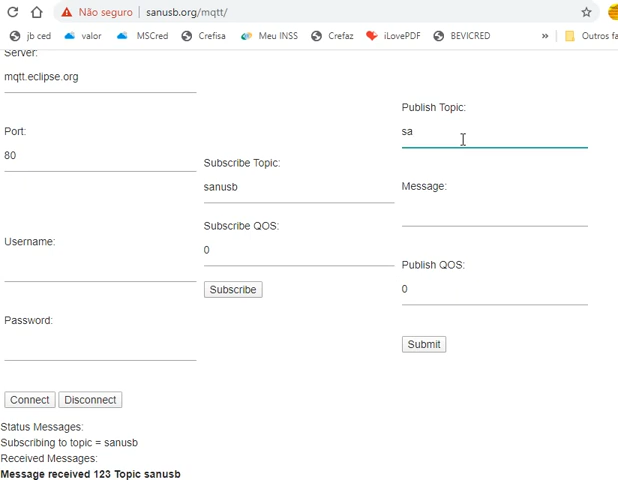 Não seguro | sanusb.org/mqtt/
jb ced valor MSCred Crefisa Meu INSS Crefaz iLovePDF BEVICRED » Outros fa
Server:
mqtt.eclipse.org
Port:
80
Username:
Password:
Connect Disconnect
Subscribe Topic:
sanusb
Subscribe QOS:
0
Subscribe
Publish Topic:
sa
Message:
Publish QOS:
0
Submit
Status Messages:
Subscribing to topic = sanusb
Received Messages:
Message received 123 Topic sanusb